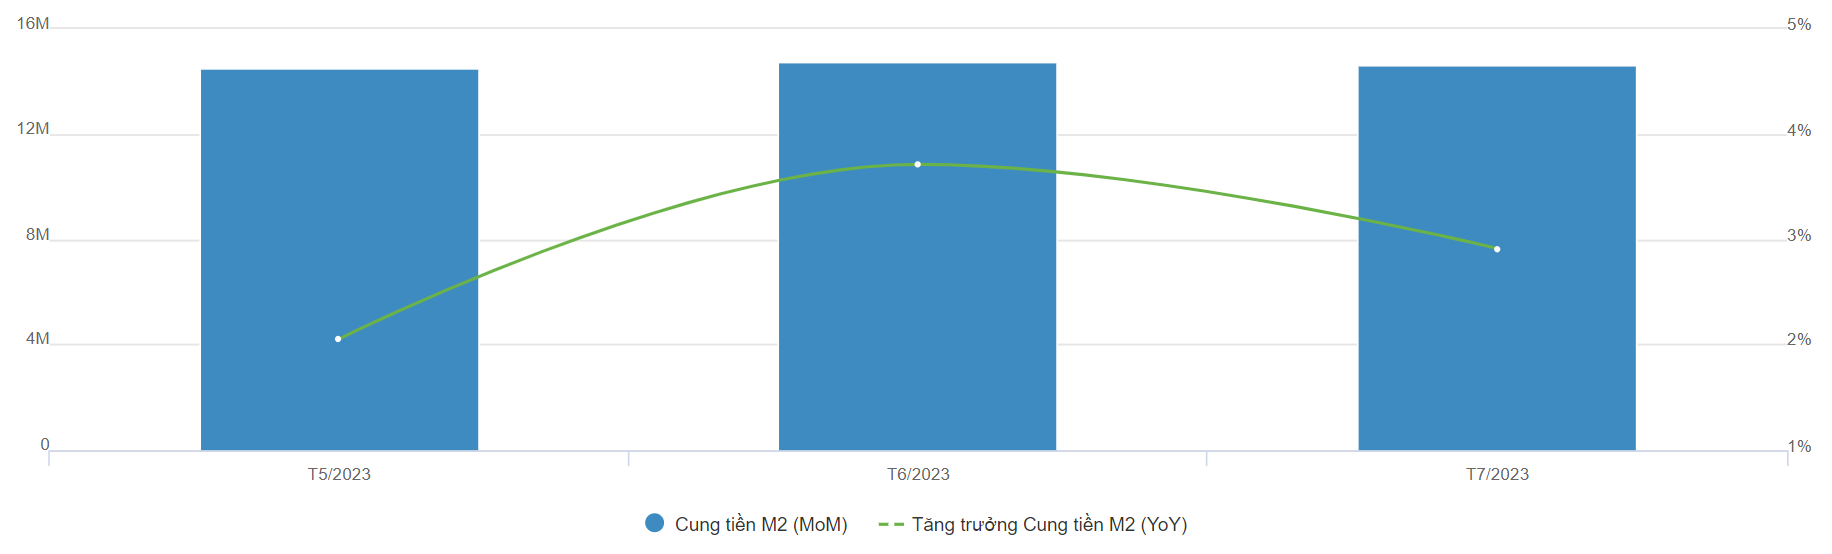 16M 5%
12M 4%
8M 3%
4M 2%
0 1%
T5/2023 T6/2023 T7/2023
Cung tiền M2 (MoM) Tăng trưởng Cung tiền M2 (YoY)